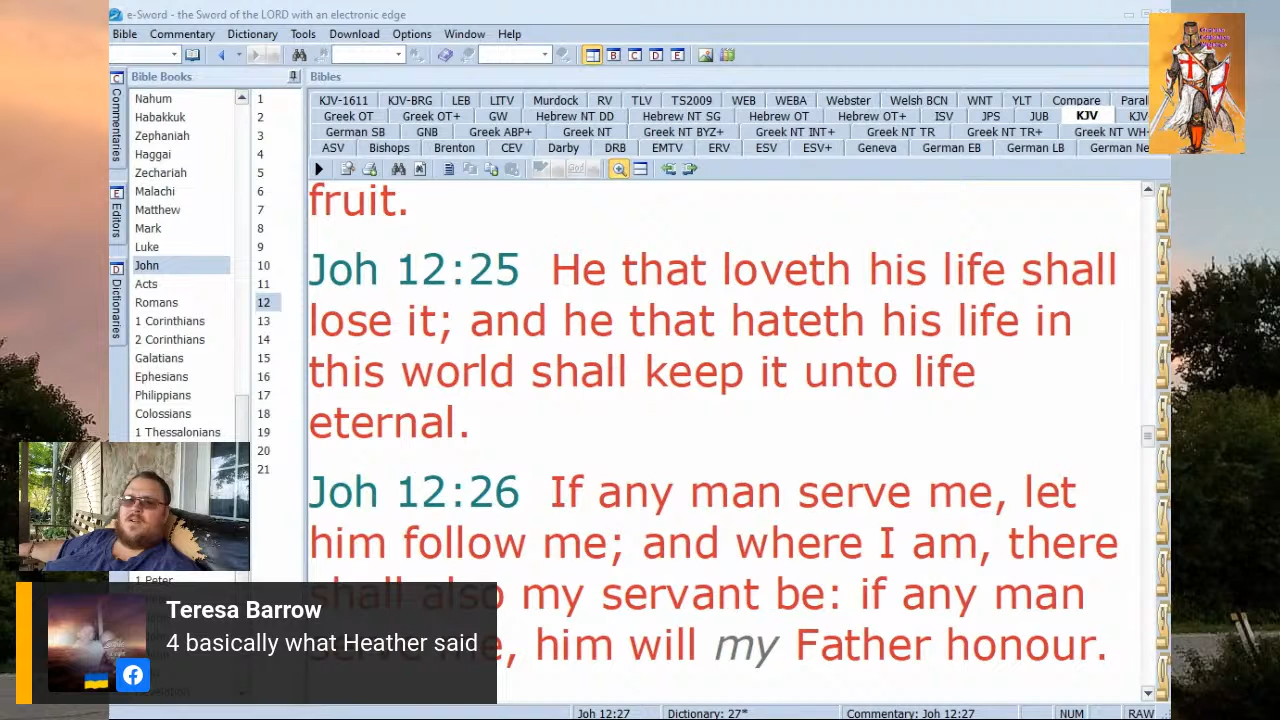 e-Sword - the Sword of the LORD with an electronic edge
Bible Commentary Dictionary Tools Download Options Window Help
B C D E
Bible Books
Bibles
Commentaries
Editors
Dictionaries
Nahum
Habakkuk
Zephaniah
Haggai
Zechariah
Malachi
Matthew
Mark
Luke
John
Acts
Romans
1 Corinthians
2 Corinthians
Galatians
Ephesians
Philippians
Colossians
1 Thessalonians
1 Peter
1
2
3
4
5
6
7
8
9
10
11
12
13
14
15
16
17
18
19
20
21
KJV-1611 KJV-BRG LEB LITV Murdock RV TLV TS2009 WEB WEBA Webster Welsh BCN WNT YLT Compare Paral
Greek OT Greek OT+ GW Hebrew NT DD Hebrew NT SG Hebrew OT Hebrew OT+ ISV JPS JUB KJV KJV
German SB GNB Greek ABP+ Greek NT Greek NT BYZ+ Greek NT INT+ Greek NT TR Greek NT TR+ Greek NT WH-
ASV Bishops Brenton CEV Darby DRB EMTV ERV ESV ESV+ Geneva German EB German LB German Ne
fruit.
Joh 12:25 He that loveth his life shall
lose it; and he that hateth his life in
this world shall keep it unto life
eternal.
Joh 12:26 If any man serve me, let
him follow me; and where I am, there
shall also my servant be: if any man
serve me, him will my Father honour.
Teresa Barrow
4 basically what Heather said
Joh 12:27 Dictionary: 27* Commentary: Joh 12:27 NUM RAW